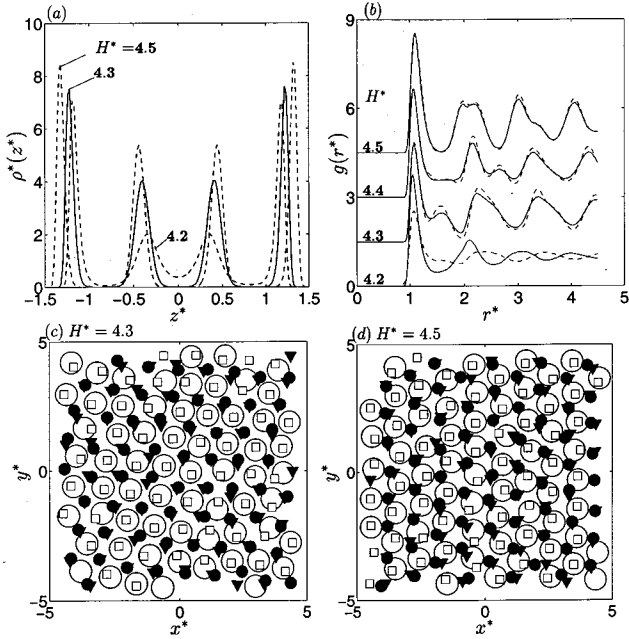 (a)
H* =4.5
4.3
4.2
ρ*(z*)
10
8
6
4
2
0
−1.5
−1
−0.5
0
0.5
1
1.5
z*
(b)
H*
4.5
4.4
4.3
4.2
g(r*)
9
6
3
0
0
1
2
3
4
5
r*
(c) H* = 4.3
y*
5
0
−5
−5
0
5
x*
(d) H* = 4.5
y*
5
0
−5
−5
0
5
x*